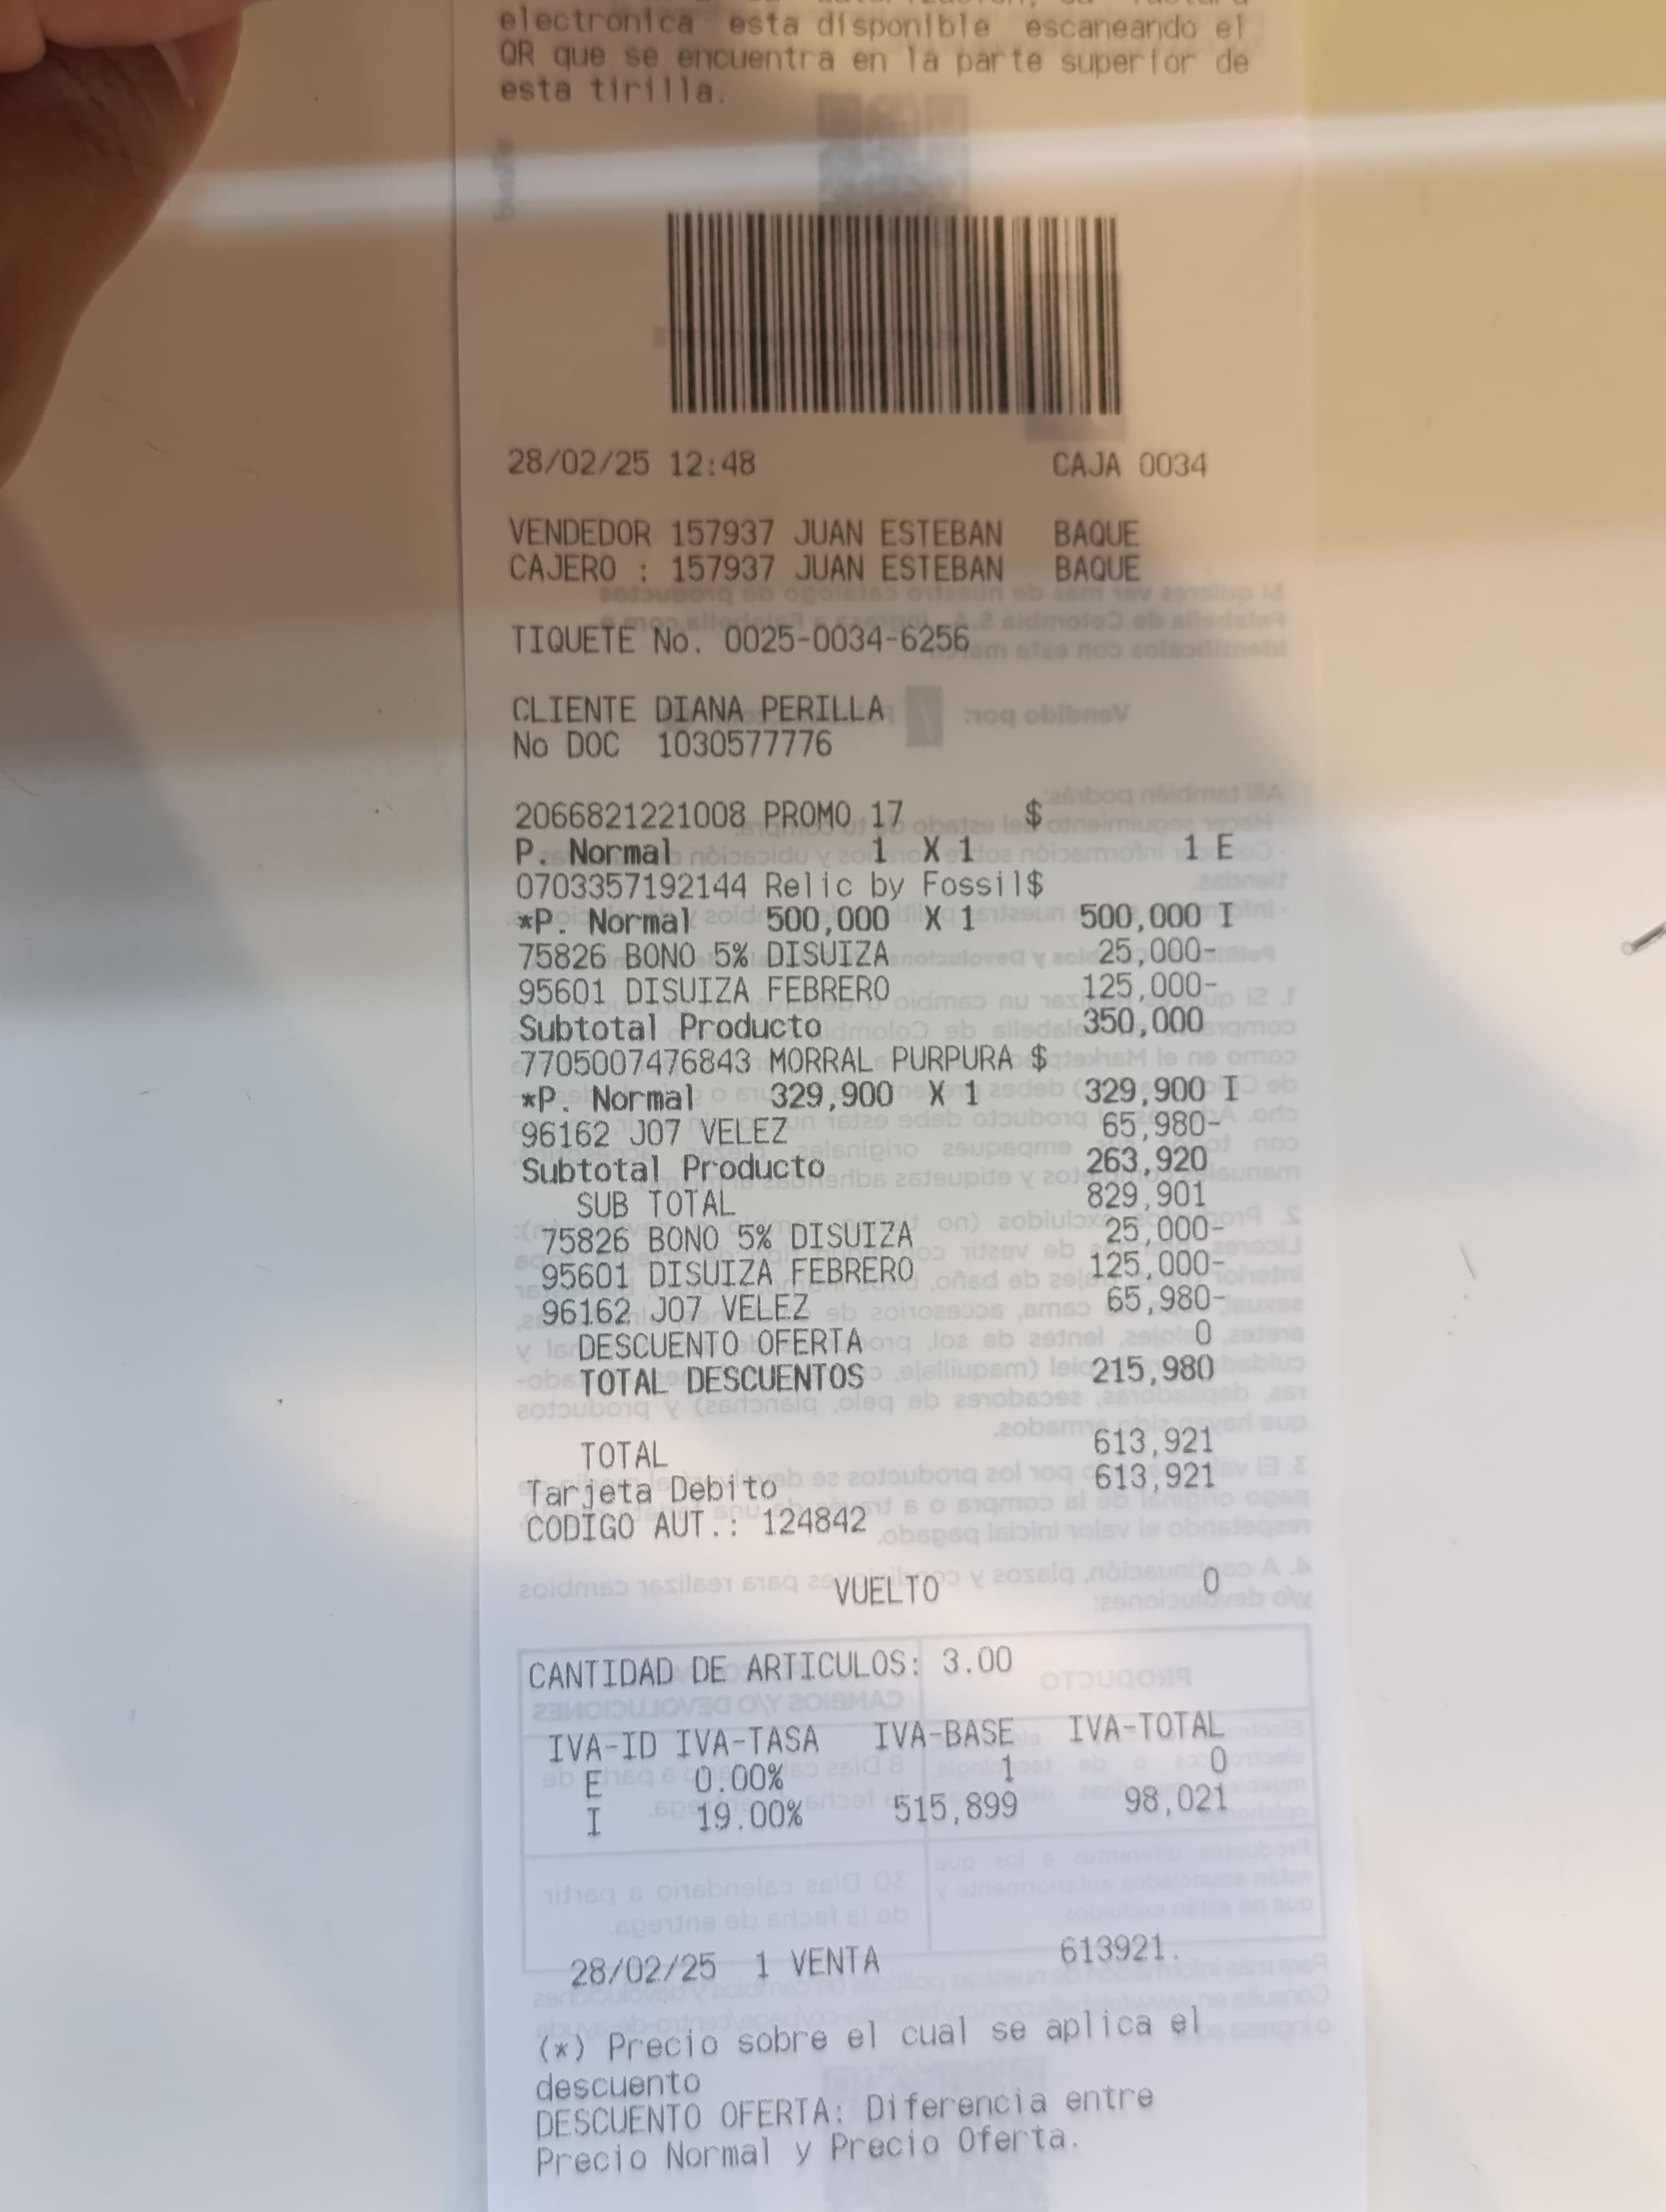 electronica esta disponible escaneando el
QR que se encuentra en la parte superior de
esta tirilla.
28/02/25 12:48 CAJA 0034
VENDEDOR 157937 JUAN ESTEBAN BAQUE
CAJERO : 157937 JUAN ESTEBAN BAQUE
TIQUETE No. 0025-0034-6256
CLIENTE DIANA PERILLA
No DOC 1030577776
2066821221008 PROMO 17 $
P. Normal 1 X 1 1 E
0703357192144 Relic by Fossil$
*P. Normal 500,000 X 1 500,000 I
75826 BONO 5% DISUIZA 25,000-
95601 DISUIZA FEBRERO 125,000-
Subtotal Producto 350,000
7705007476843 MORRAL PURPURA $
*P. Normal 329,900 X 1 329,900 I
96162 J07 VELEZ 65,980-
Subtotal Producto 263,920
SUB TOTAL 829,901
75826 BONO 5% DISUIZA 25,000-
95601 DISUIZA FEBRERO 125,000-
96162 J07 VELEZ 65,980-
DESCUENTO OFERTA 0
TOTAL DESCUENTOS 215,980
TOTAL 613,921
Tarjeta Debito 613,921
CODIGO AUT.: 124842
VUELTO 0
CANTIDAD DE ARTICULOS: 3.00
IVA-ID IVA-TASA IVA-BASE IVA-TOTAL
E 0.00% 1 0
I 19.00% 515,899 98,021
28/02/25 1 VENTA 613921.
(*) Precio sobre el cual se aplica el
descuento
DESCUENTO OFERTA: Diferencia entre
Precio Normal y Precio Oferta.